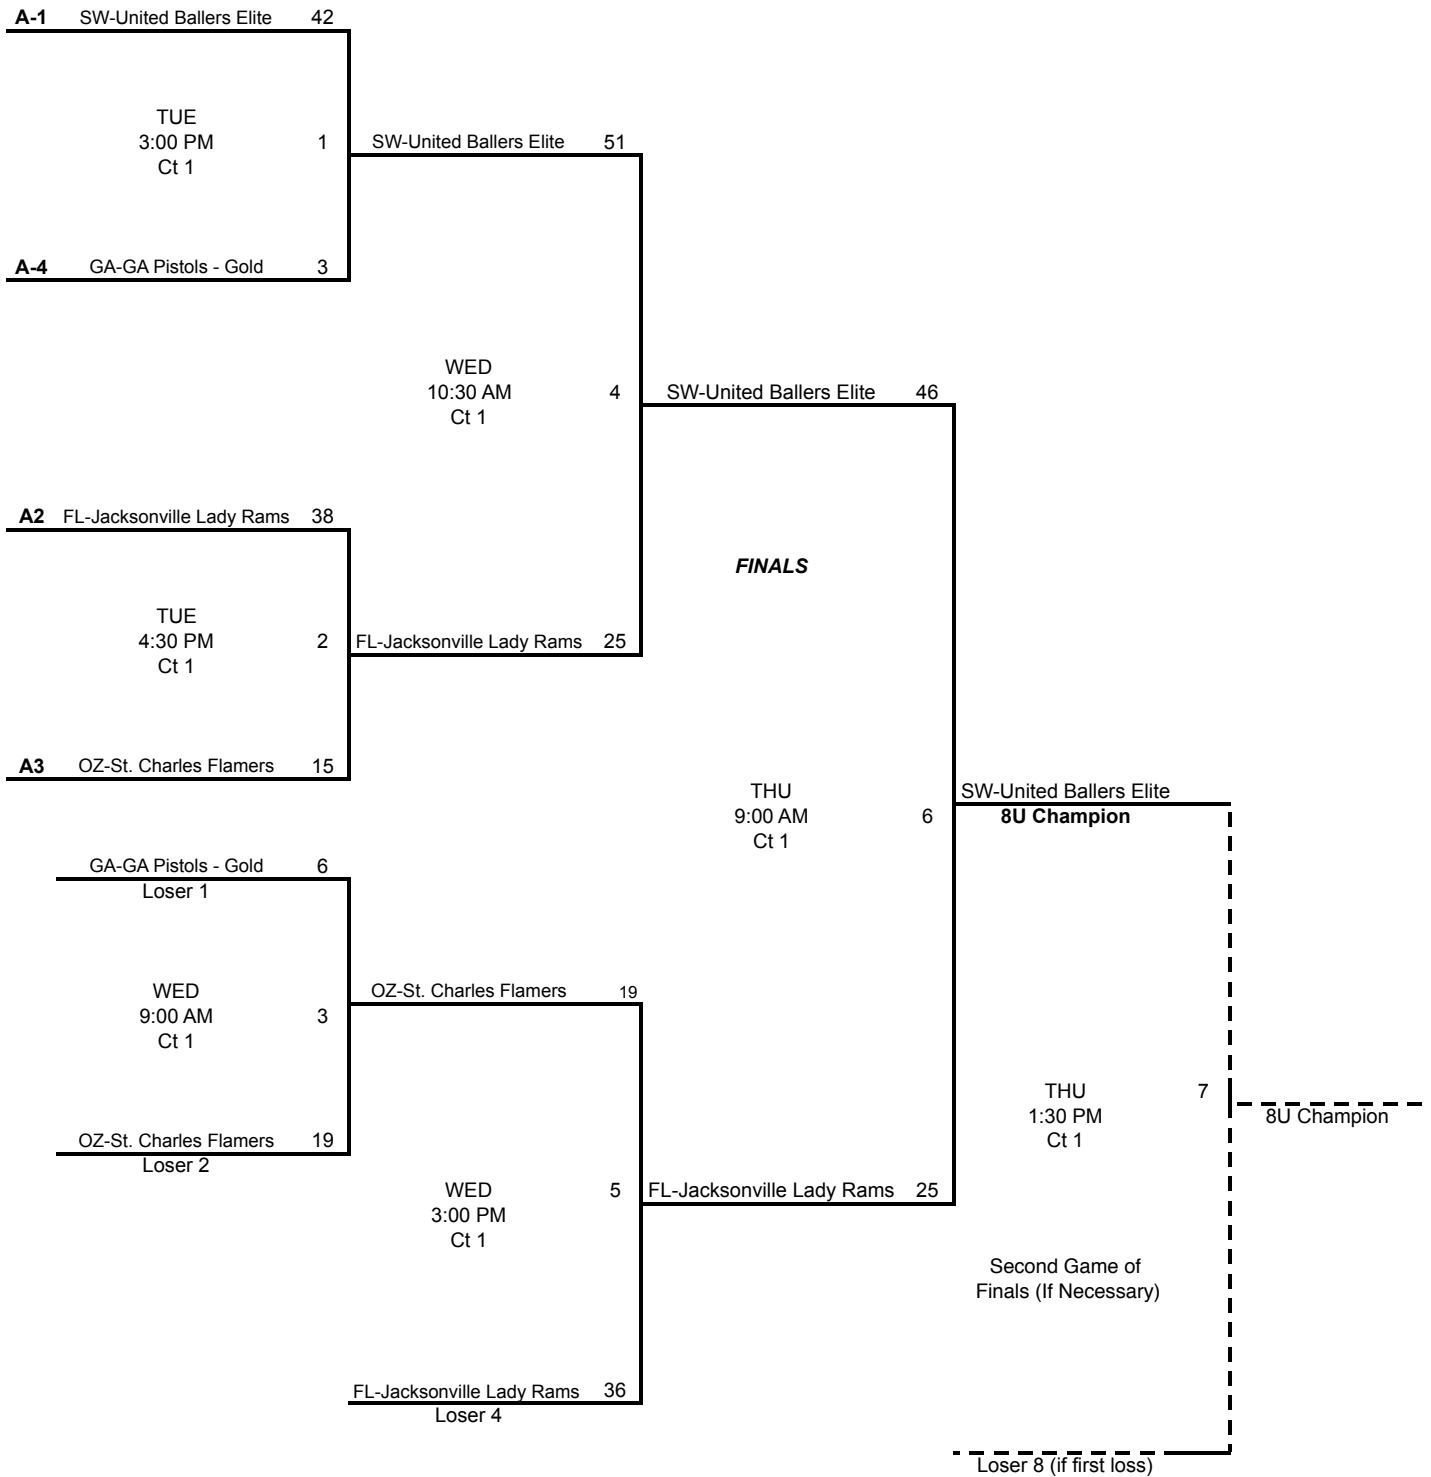 A-1 SW-United Ballers Elite 42
TUE
3:00 PM 1
Ct 1
SW-United Ballers Elite 51
A-4 GA-GA Pistols - Gold 3
WED
10:30 AM 4
Ct 1
SW-United Ballers Elite 46
A2 FL-Jacksonville Lady Rams 38
FINALS
TUE
4:30 PM 2
Ct 1
FL-Jacksonville Lady Rams 25
A3 OZ-St. Charles Flamers 15
THU
9:00 AM 6
Ct 1
SW-United Ballers Elite
8U Champion
GA-GA Pistols - Gold 6
Loser 1
WED
9:00 AM 3
Ct 1
OZ-St. Charles Flamers 19
THU 7
1:30 PM
Ct 1
8U Champion
OZ-St. Charles Flamers 19
Loser 2
WED 5
3:00 PM
Ct 1
FL-Jacksonville Lady Rams 25
Second Game of
Finals (If Necessary)
FL-Jacksonville Lady Rams 36
Loser 4
Loser 8 (if first loss)